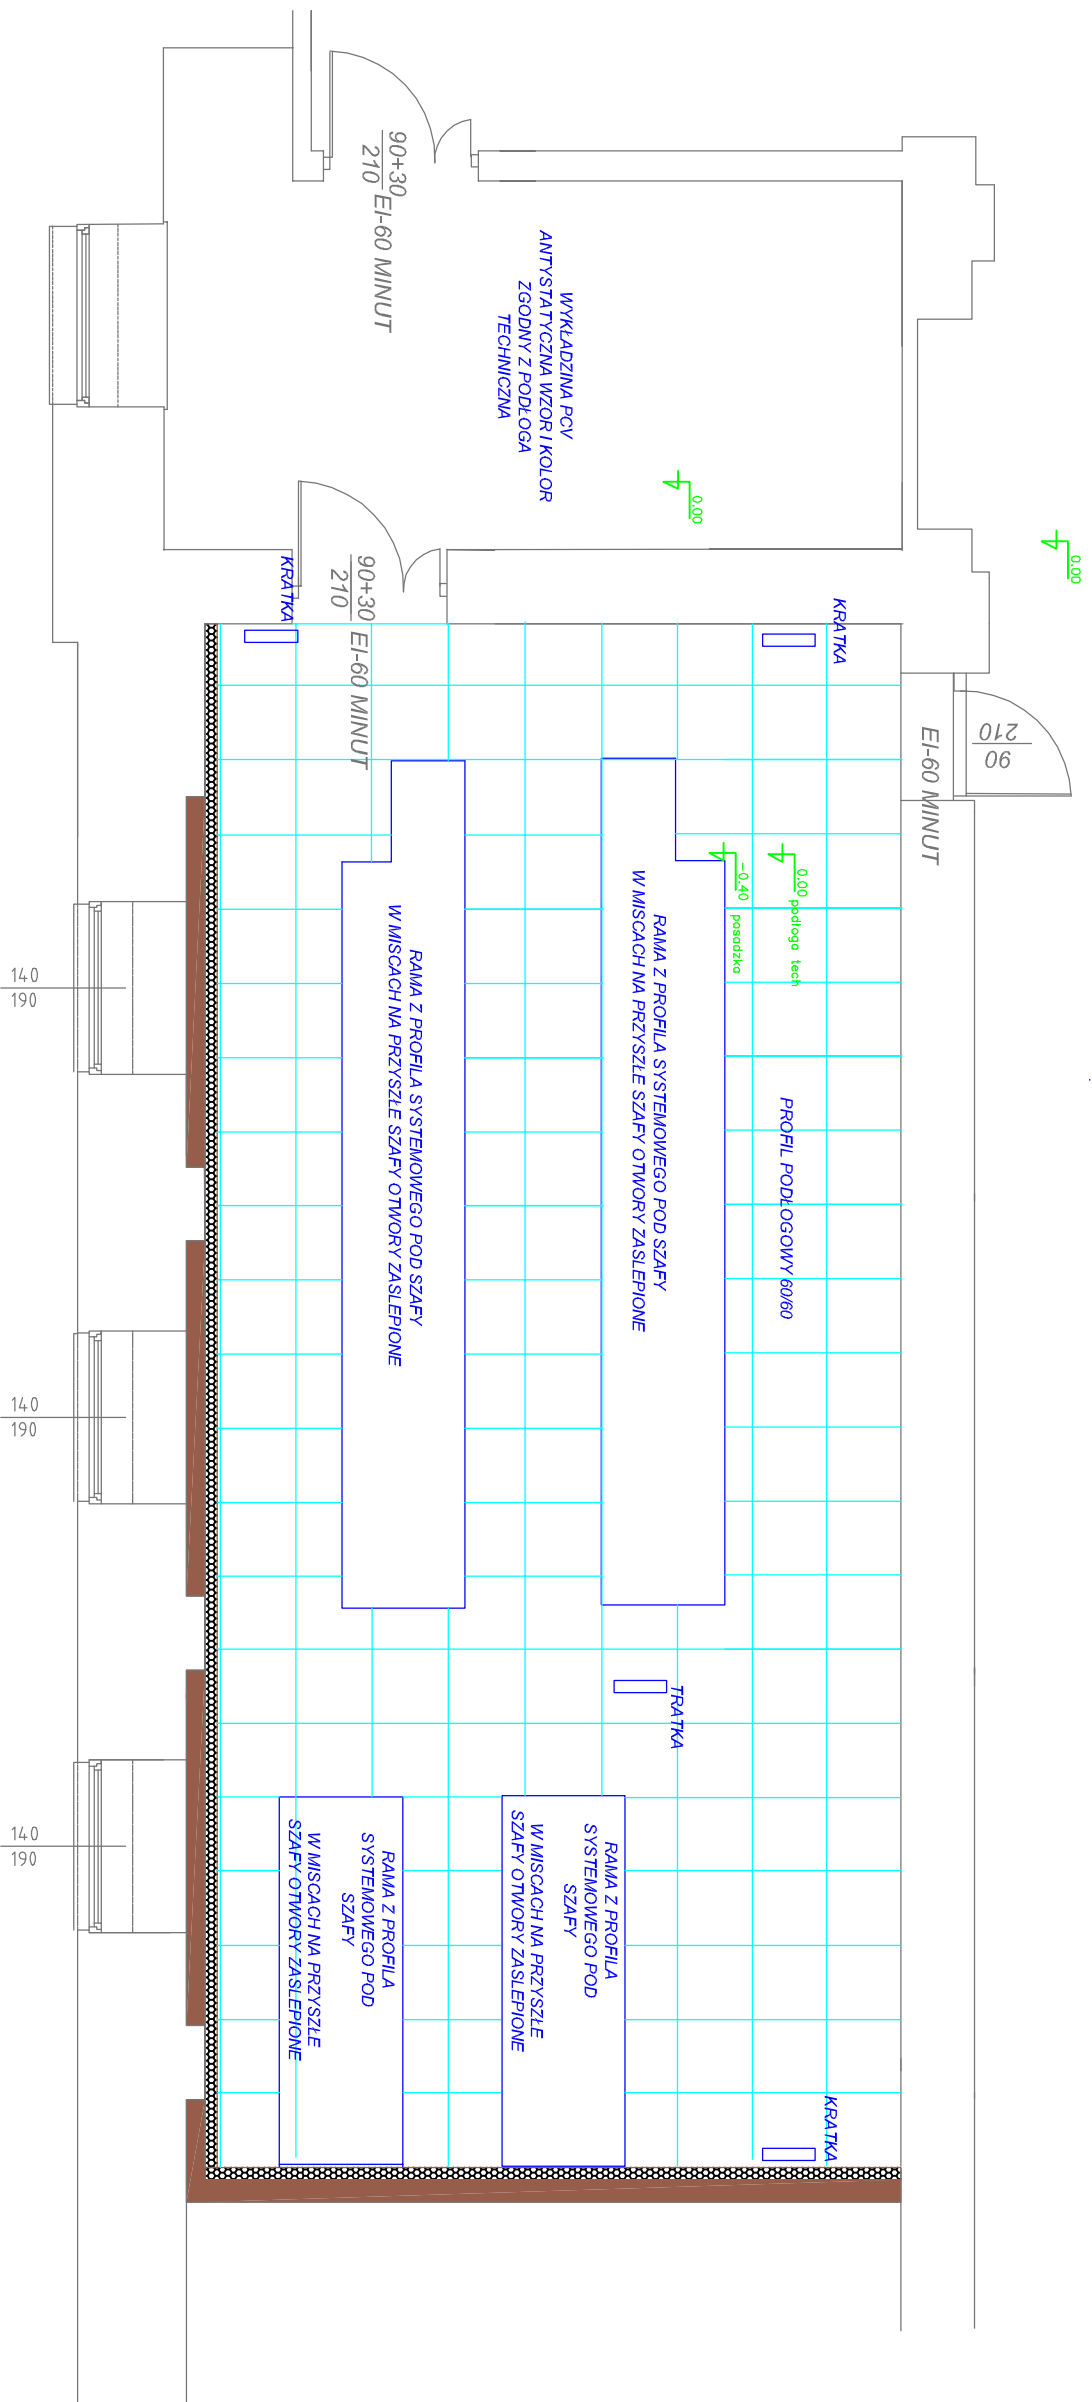 90+30
210
EI-60 MINUT
WYKŁADZINA PCV
ANTYSTATYCZNA WZOR I KOLOR
ZGODNY Z PODŁOGA
TECHNICZNA
0.00
0.00
KRATKA
90+30
210
EI-60 MINUT
KRATKA
90
210
EI-60 MINUT
0.00
podłoga tech
-0.40
posadzka
RAMA Z PROFILA SYSTEMOWEGO POD SZAFY
W MISCACH NA PRZYSZŁE SZAFY OTWORY ZASLEPIONE
RAMA Z PROFILA SYSTEMOWEGO POD SZAFY
W MISCACH NA PRZYSZŁE SZAFY OTWORY ZASLEPIONE
PROFIL PODŁOGOWY 60/60
140
190
140
190
140
190
TRATKA
RAMA Z PROFILA
SYSTEMOWEGO POD
SZAFY
W MISCACH NA PRZYSZŁE
SZAFY OTWORY ZASLEPIONE
RAMA Z PROFILA
SYSTEMOWEGO POD
SZAFY
W MISCACH NA PRZYSZŁE
SZAFY OTWORY ZASLEPIONE
KRATKA